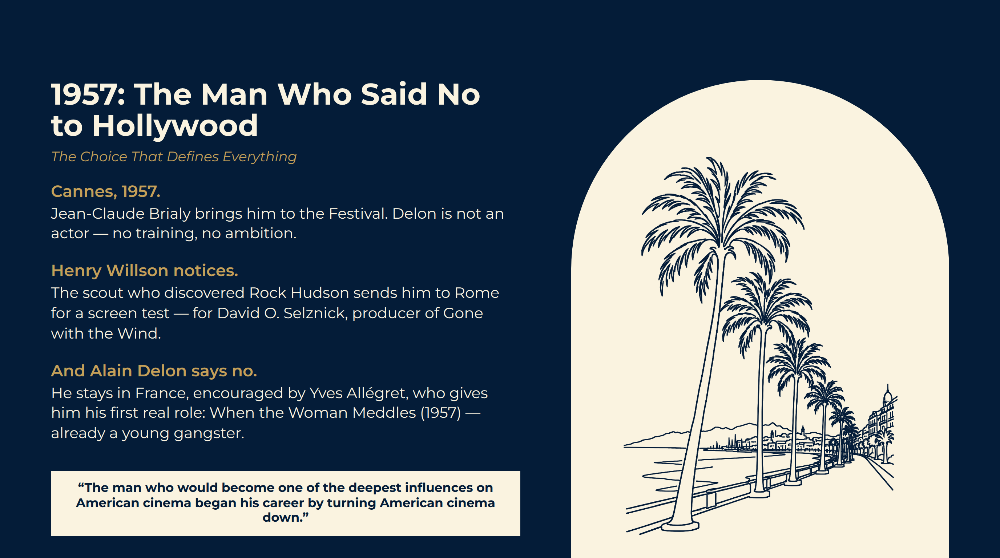 1957: The Man Who Said No
to Hollywood
The Choice That Defines Everything
Cannes, 1957.
Jean-Claude Brialy brings him to the Festival. Delon is not an
actor — no training, no ambition.
Henry Willson notices.
The scout who discovered Rock Hudson sends him to Rome
for a screen test — for David O. Selznick, producer of Gone
with the Wind.
And Alain Delon says no.
He stays in France, encouraged by Yves Allégret, who gives
him his first real role: When the Woman Meddles (1957) —
already a young gangster.
“The man who would become one of the deepest influences on
American cinema began his career by turning American cinema
down.”